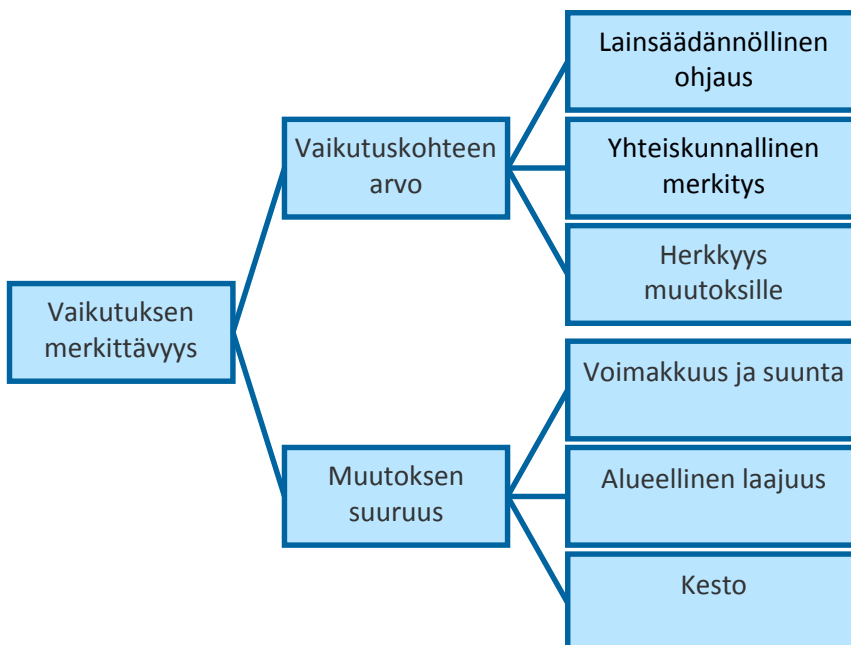 Lainsäädännöllinen
ohjaus
Vaikutuskohteen
arvo
Yhteiskunnallinen
merkitys
Herkkyys
muutoksille
Vaikutuksen
merkittävyys
Voimakkuus ja suunta
Muutoksen
suuruus
Alueellinen laajuus
Kesto